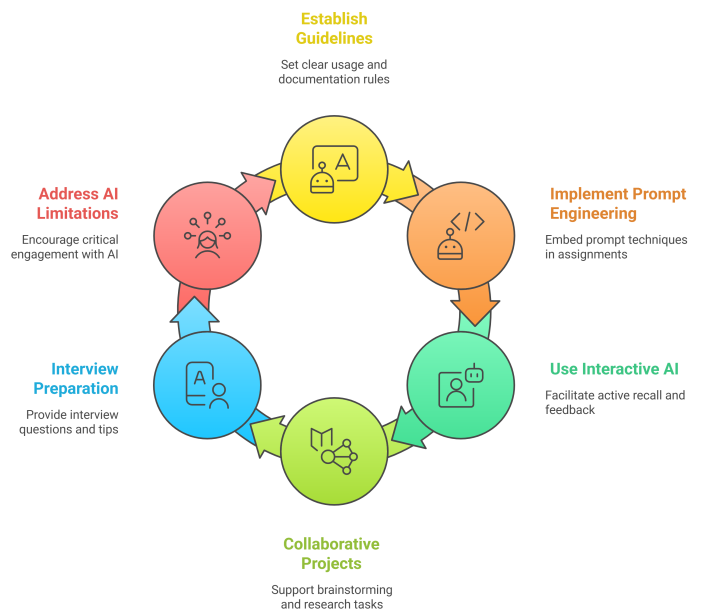 Establish
Guidelines
Set clear usage and
documentation rules
A
Address AI
Limitations
Encourage critical
engagement with AI
Implement Prompt
Engineering
Embed prompt techniques
in assignments
</>
Interview
Preparation
Provide interview
questions and tips
A
Use Interactive AI
Facilitate active recall and
feedback
Collaborative
Projects
Support brainstorming
and research tasks